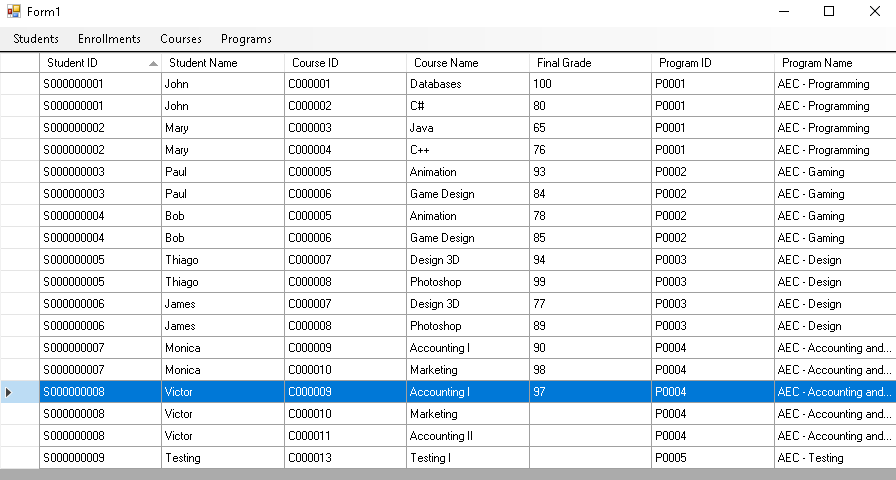 Form1
Students Enrollments Courses Programs
Student ID Student Name Course ID Course Name Final Grade Program ID Program Name
S000000001 John C000001 Databases 100 P0001 AEC - Programming
S000000001 John C000002 C# 80 P0001 AEC - Programming
S000000002 Mary C000003 Java 65 P0001 AEC - Programming
S000000002 Mary C000004 C++ 76 P0001 AEC - Programming
S000000003 Paul C000005 Animation 93 P0002 AEC - Gaming
S000000003 Paul C000006 Game Design 84 P0002 AEC - Gaming
S000000004 Bob C000005 Animation 78 P0002 AEC - Gaming
S000000004 Bob C000006 Game Design 85 P0002 AEC - Gaming
S000000005 Thiago C000007 Design 3D 94 P0003 AEC - Design
S000000005 Thiago C000008 Photoshop 99 P0003 AEC - Design
S000000006 James C000007 Design 3D 77 P0003 AEC - Design
S000000006 James C000008 Photoshop 89 P0003 AEC - Design
S000000007 Monica C000009 Accounting I 90 P0004 AEC - Accounting and...
S000000007 Monica C000010 Marketing 98 P0004 AEC - Accounting and...
S000000008 Victor C000009 Accounting I 97 P0004 AEC - Accounting and...
S000000008 Victor C000010 Marketing P0004 AEC - Accounting and...
S000000008 Victor C000011 Accounting II P0004 AEC - Accounting and...
S000000009 Testing C000013 Testing I P0005 AEC - Testing